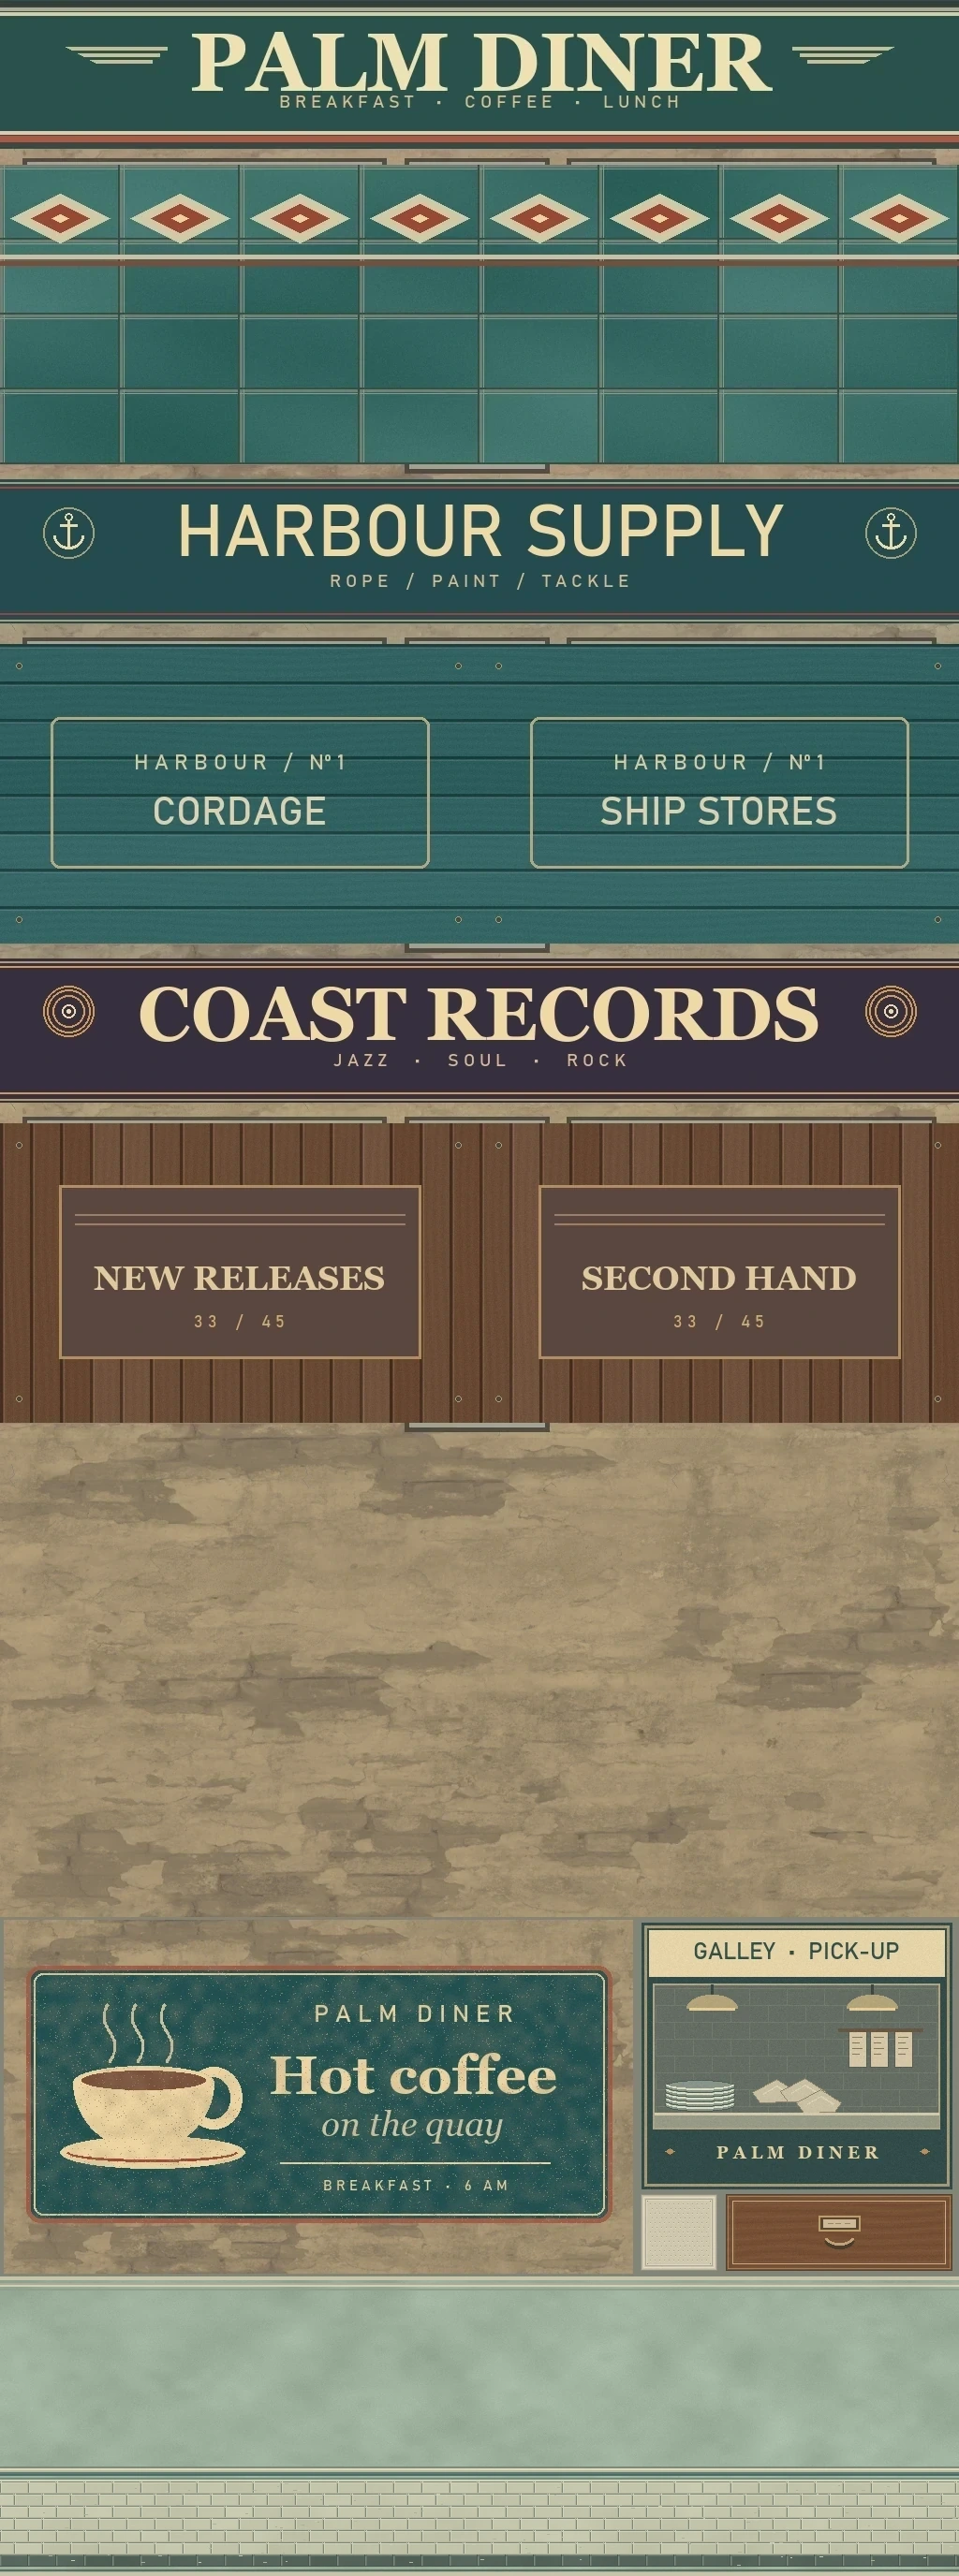 PALM DINER
BREAKFAST · COFFEE · LUNCH
HARBOUR SUPPLY
ROPE / PAINT / TACKLE
HARBOUR / Nº1
CORDAGE
HARBOUR / Nº1
SHIP STORES
COAST RECORDS
JAZZ · SOUL · ROCK
NEW RELEASES
33 / 45
SECOND HAND
33 / 45
PALM DINER
Hot coffee
on the quay
BREAKFAST · 6 AM
GALLEY · PICK-UP
PALM DINER